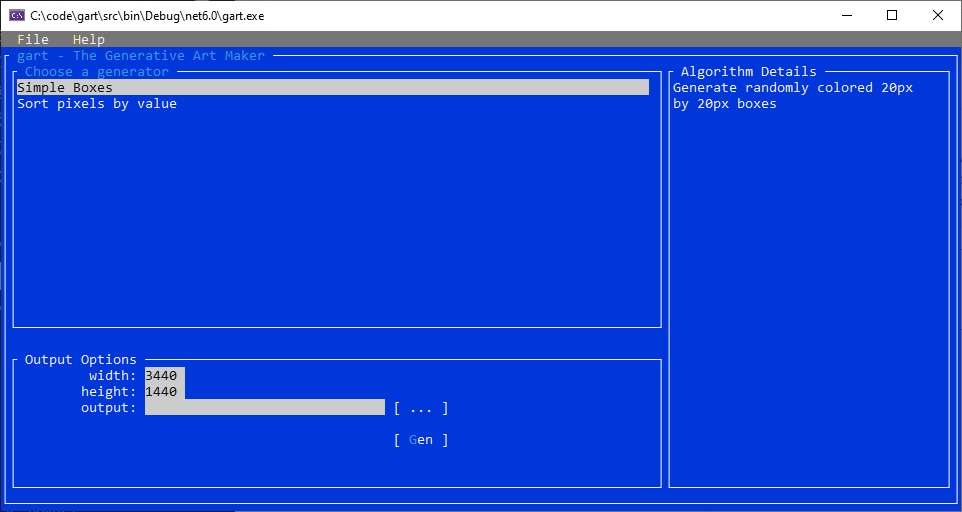 C:\code\gart\src\bin\Debug\net6.0\gart.exe
File Help
gart - The Generative Art Maker
Choose a generator
Simple Boxes
Sort pixels by value
Algorithm Details
Generate randomly colored 20px
by 20px boxes
Output Options
width: 3440
height: 1440
output: [ ... ]
[ Gen ]